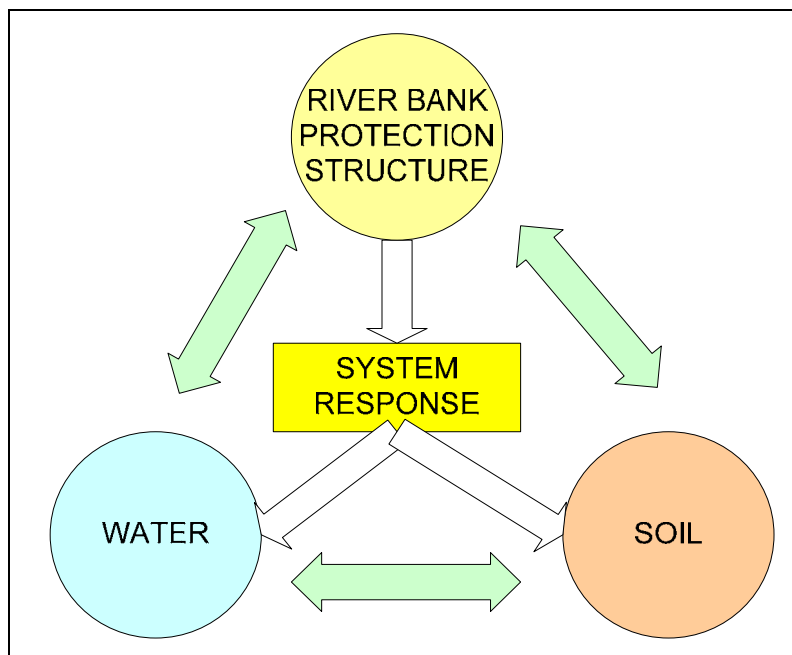 RIVER BANK
PROTECTION
STRUCTURE
SYSTEM
RESPONSE
WATER
SOIL